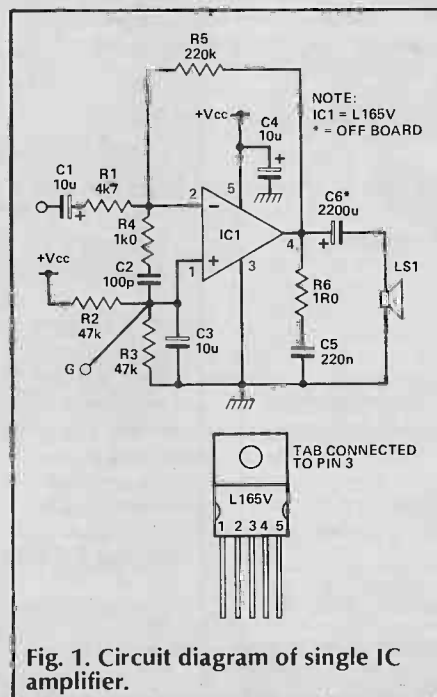 R5
220k
NOTE:
IC1 = L165V
* = OFF BOARD
+Vcc
C4
10u
+
C1
10u
+
R1
4k7
2
−
5
C6*
2200u
+
R4
1k0
IC1
4
LS1
C2
100p
+
1
3
+Vcc
R6
1R0
R2
47k
C3
10u
G
R3
47k
C5
220n
TAB CONNECTED
TO PIN 3
L165V
1 2 3 4 5
Fig. 1. Circuit diagram of single IC
amplifier.